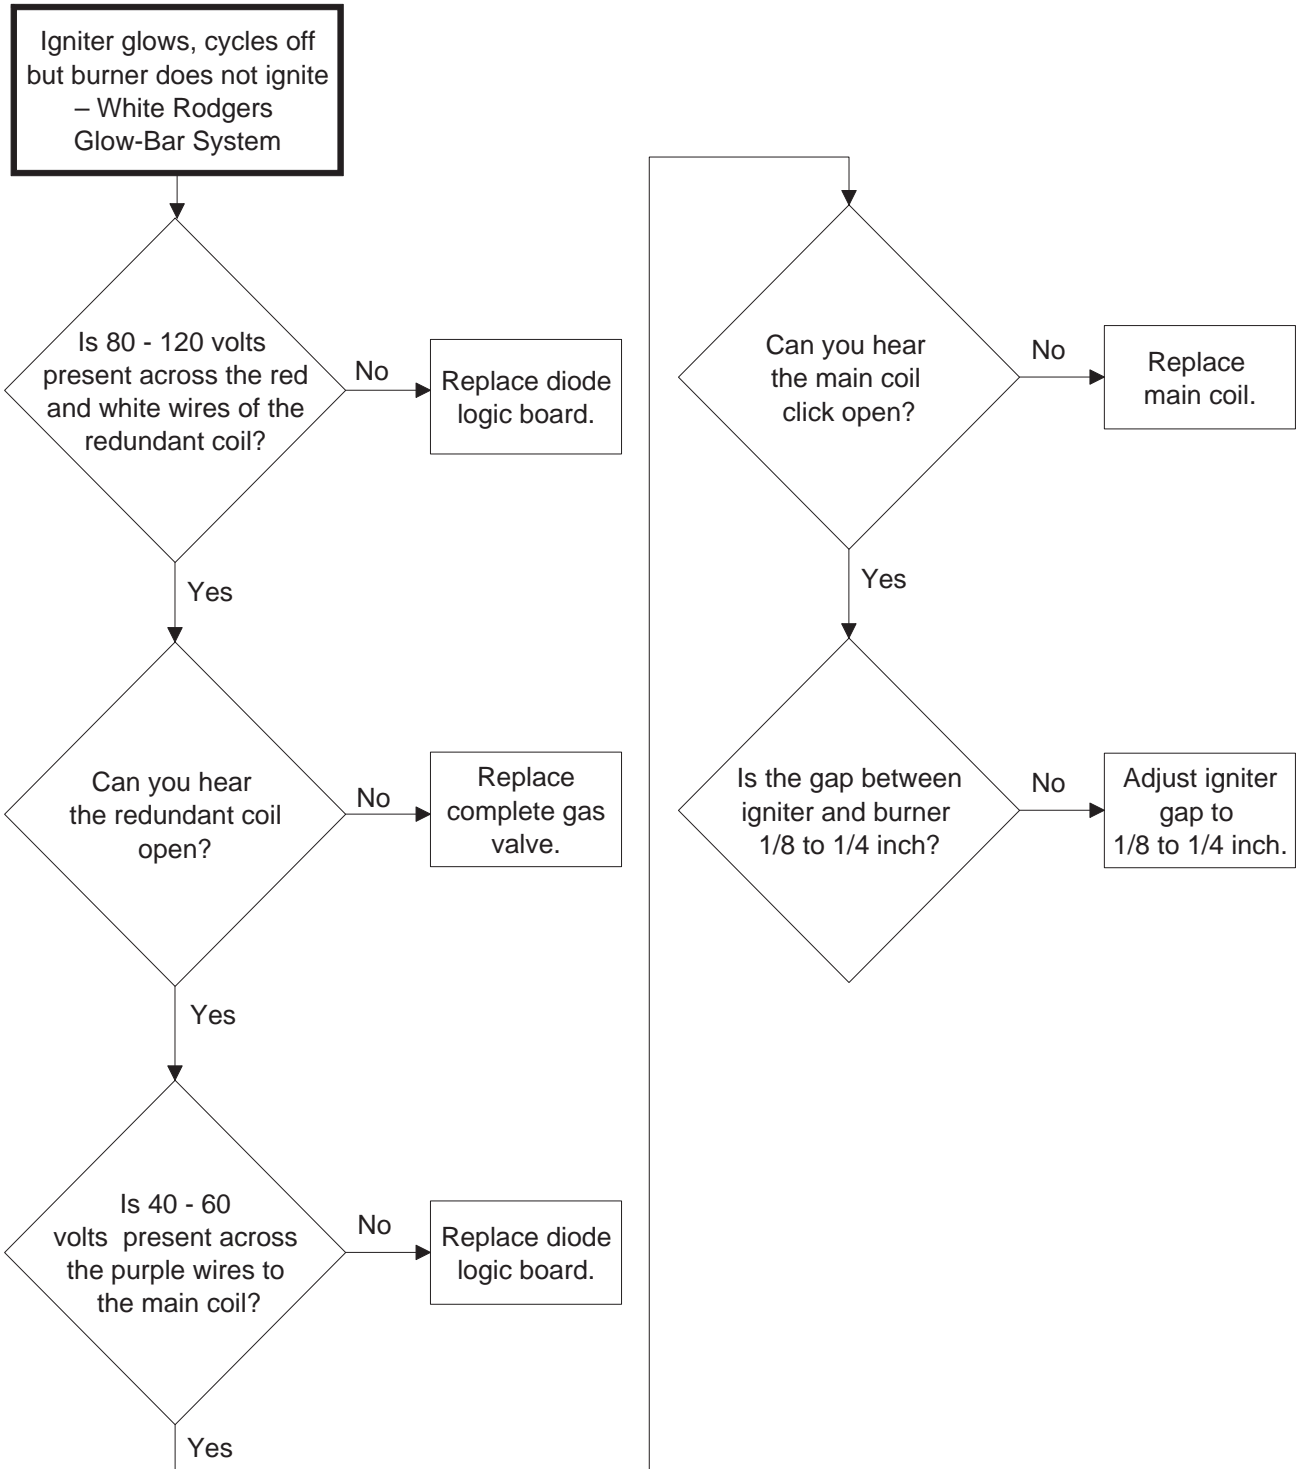 Igniter glows, cycles off
but burner does not ignite
– White Rodgers
Glow-Bar System
Is 80 - 120 volts
present across the red
and white wires of the
redundant coil?
No
Replace diode
logic board.
Yes
Can you hear
the redundant coil
open?
No
Replace
complete gas
valve.
Yes
Is 40 - 60
volts  present across
the purple wires to
the main coil?
No
Replace diode
logic board.
Yes
Can you hear
the main coil
click open?
No
Replace
main coil.
Yes
Is the gap between
igniter and burner
1/8 to 1/4 inch?
No
Adjust igniter
gap to
1/8 to 1/4 inch.